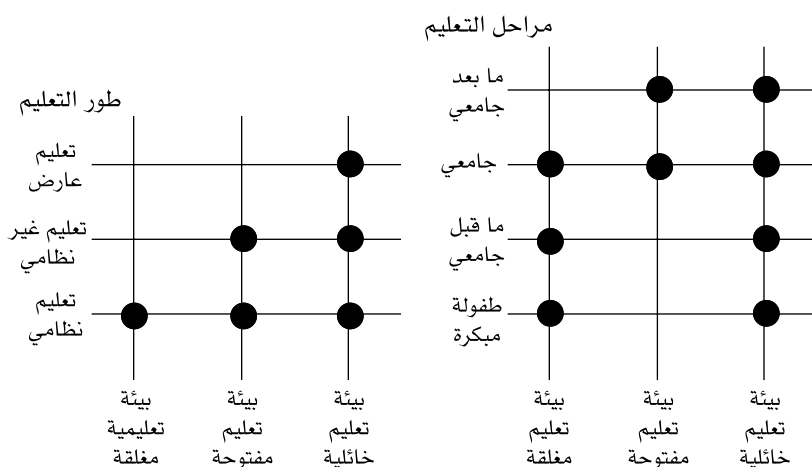 مراحل التعليم
ما بعد
جامعي
جامعي
ما قبل
جامعي
طفولة
مبكرة
بيئة
تعليم
مغلقة
بيئة
تعليم
مفتوحة
بيئة
تعليم
خائلية
طور التعليم
تعليم
عارض
تعليم غير
نظامي
تعليم
نظامي
بيئة
تعليمية
مغلقة
بيئة
تعليم
مفتوحة
بيئة
تعليم
خائلية